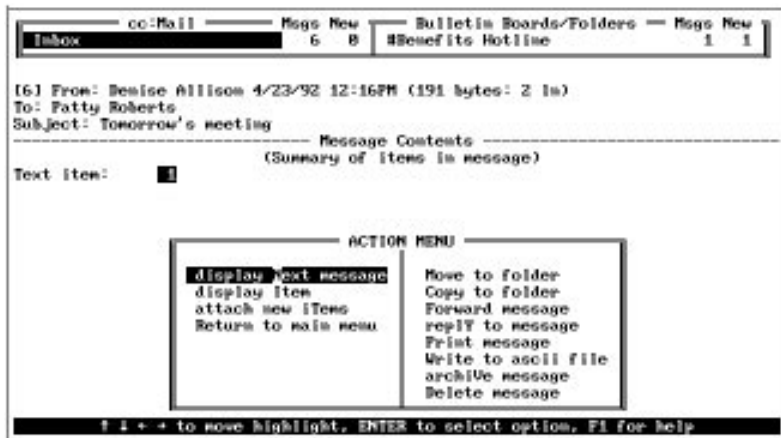 cc:Mail Msgs New Bulletin Boards/Folders Msgs New
Inbox 6 0 #Benefits Hotline 1 1
[6] From: Denise Allison 4/23/92 12:16PM (191 bytes: 2 ln)
To: Patty Roberts
Subject: Tomorrow's meeting
Message Contents
(Summary of items in message)
Text item: 1
ACTION MENU
display Next message Move to folder
display Item Copy to folder
attach new iTems Forward message
Return to main menu replY to message
Print message
Write to ascii file
archiVe message
Delete message
↑ ↓ ← → to move highlight, ENTER to select option, F1 for help